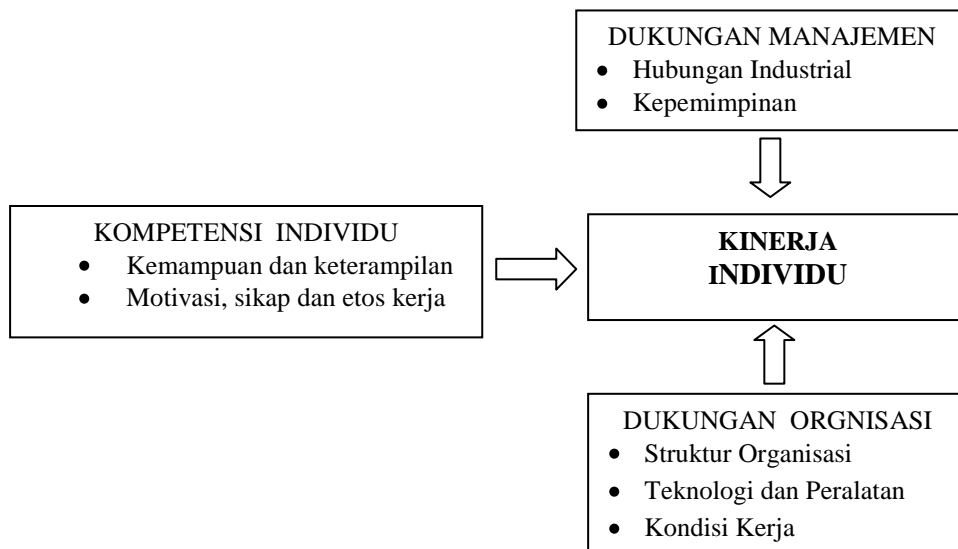 DUKUNGAN MANAJEMEN
• Hubungan Industrial
• Kepemimpinan
KOMPETENSI INDIVIDU
• Kemampuan dan keterampilan
• Motivasi, sikap dan etos kerja
KINERJA
INDIVIDU
DUKUNGAN ORGNISASI
• Struktur Organisasi
• Teknologi dan Peralatan
• Kondisi Kerja